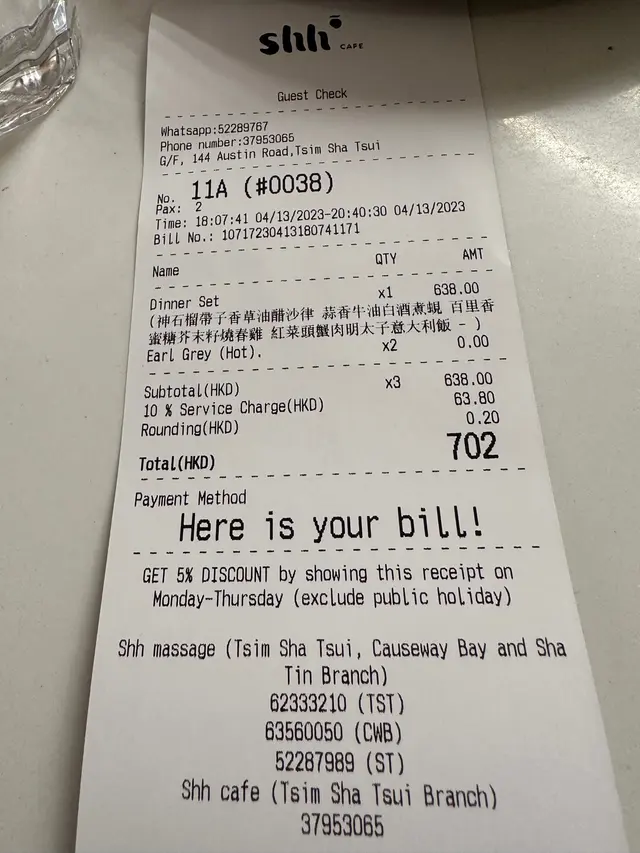 shh
CAFE
Guest Check
Whatsapp:52289767
Phone number:37953065
G/F, 144 Austin Road,Tsim Sha Tsui
No. 11A (#0038)
Pax: 2
Time: 18:07:41 04/13/2023-20:40:30 04/13/2023
Bill No.: 10717230413180741171
Name QTY AMT
Dinner Set x1 638.00
(神石榴帶子香草油醋沙律 蒜香牛油白酒煮蜆 百里香
蜜糖芥末籽燒春雞 紅菜頭蟹肉明太子意大利飯 - )
Earl Grey (Hot). x2 0.00
Subtotal(HKD) x3 638.00
10 % Service Charge(HKD) 63.80
Rounding(HKD) 0.20
Total(HKD) 702
Payment Method
Here is your bill!
GET 5% DISCOUNT by showing this receipt on
Monday-Thursday (exclude public holiday)
Shh massage (Tsim Sha Tsui, Causeway Bay and Sha
Tin Branch)
62333210 (TST)
63560050 (CWB)
52287989 (ST)
Shh cafe (Tsim Sha Tsui Branch)
37953065